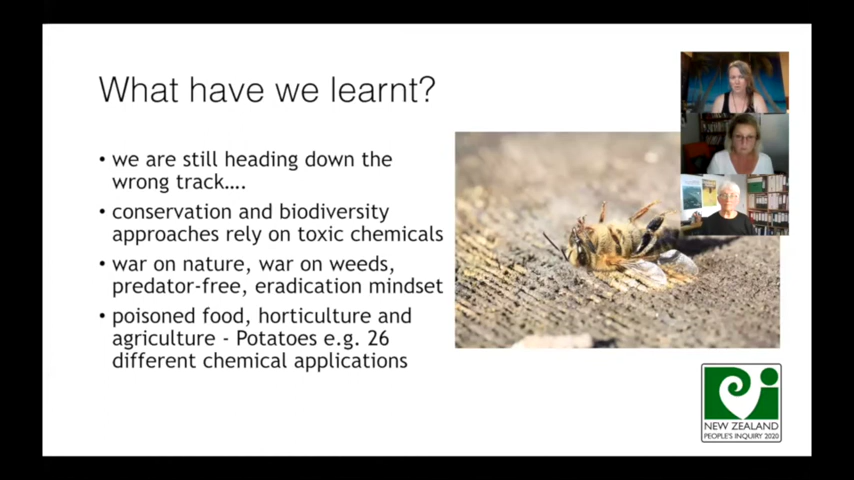 What have we learnt?
• we are still heading down the
wrong track....
• conservation and biodiversity
approaches rely on toxic chemicals
• war on nature, war on weeds,
predator-free, eradication mindset
• poisoned food, horticulture and
agriculture - Potatoes e.g. 26
different chemical applications
NEW ZEALAND
PEOPLE'S INQUIRY 2020